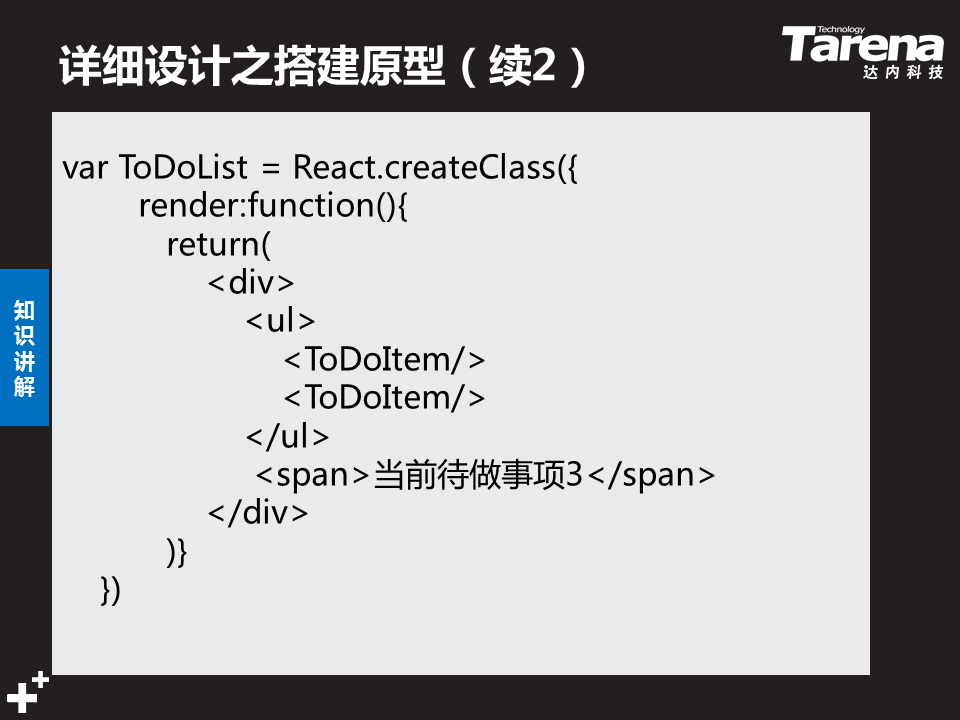 详细设计之搭建原型（续2）
Technology
Tarena
达内科技
var ToDoList = React.createClass({
render:function(){
return(
<div>
<ul>
<ToDoItem/>
<ToDoItem/>
</ul>
<span>当前待做事项3</span>
</div>
)}
})
知识讲解